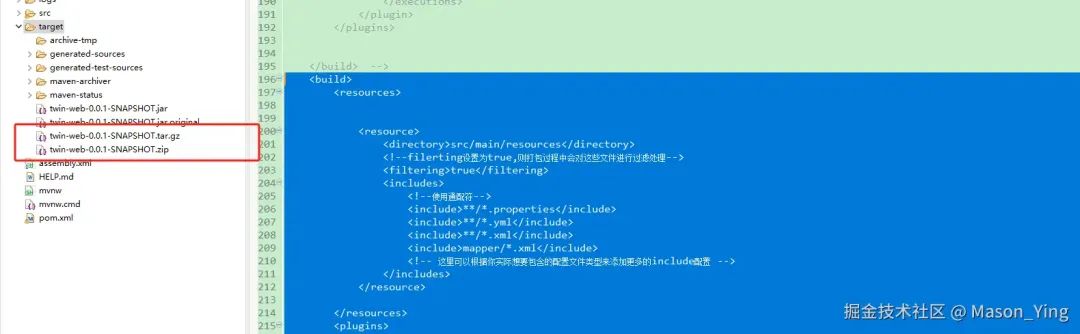 logs
src
target
archive-tmp
generated-sources
generated-test-sources
maven-archiver
maven-status
twin-web-0.0.1-SNAPSHOT.jar
twin-web-0.0.1-SNAPSHOT.jar.original
twin-web-0.0.1-SNAPSHOT.tar.gz
twin-web-0.0.1-SNAPSHOT.zip
assembly.xml
HELP.md
mvnw
mvnw.cmd
pom.xml
190 </executions>
191 </plugin>
192 </plugins>
193
194
195 </build> -->
196 <build>
197 <resources>
198
199
200 <resource>
201 <directory>src/main/resources</directory>
202 <!--filerting设置为true,则打包过程中会对这些文件进行过滤处理-->
203 <filtering>true</filtering>
204 <includes>
205 <!--使用通配符-->
206 <include>**/*.properties</include>
207 <include>**/*.yml</include>
208 <include>**/*.xml</include>
209 <include>mapper/*.xml</include>
210 <!-- 这里可以根据你实际想要包含的配置文件类型来添加更多的include配置 -->
211 </includes>
212 </resource>
213
214 </resources>
215 <plugins>
掘金技术社区 @ Mason_Ying